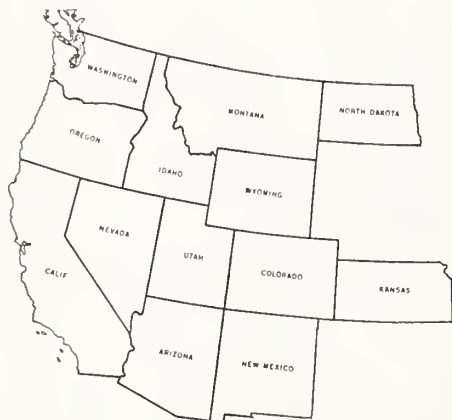 WASHINGTON
MONTANA
NORTH DAKOTA
OREGON
IDAHO
WYOMING
NEVADA
UTAH
COLORADO
CALIF
KANSAS
ARIZONA
NEW MEXICO